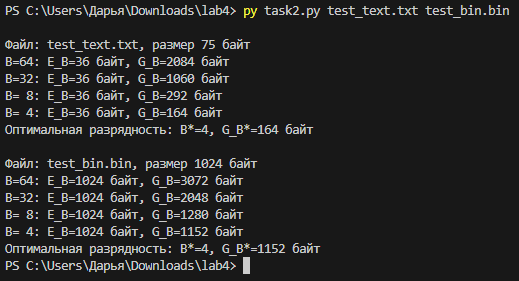 PS C:\Users\Дарья\Downloads\lab4> py task2.py test_text.txt test_bin.bin
Файл: test_text.txt, размер 75 байт
B=64: E_B=36 байт, G_B=2084 байт
B=32: E_B=36 байт, G_B=1060 байт
B= 8: E_B=36 байт, G_B=292 байт
B= 4: E_B=36 байт, G_B=164 байт
Оптимальная разрядность: B*=4, G_B*=164 байт
Файл: test_bin.bin, размер 1024 байт
B=64: E_B=1024 байт, G_B=3072 байт
B=32: E_B=1024 байт, G_B=2048 байт
B= 8: E_B=1024 байт, G_B=1280 байт
B= 4: E_B=1024 байт, G_B=1152 байт
Оптимальная разрядность: B*=4, G_B*=1152 байт
PS C:\Users\Дарья\Downloads\lab4>